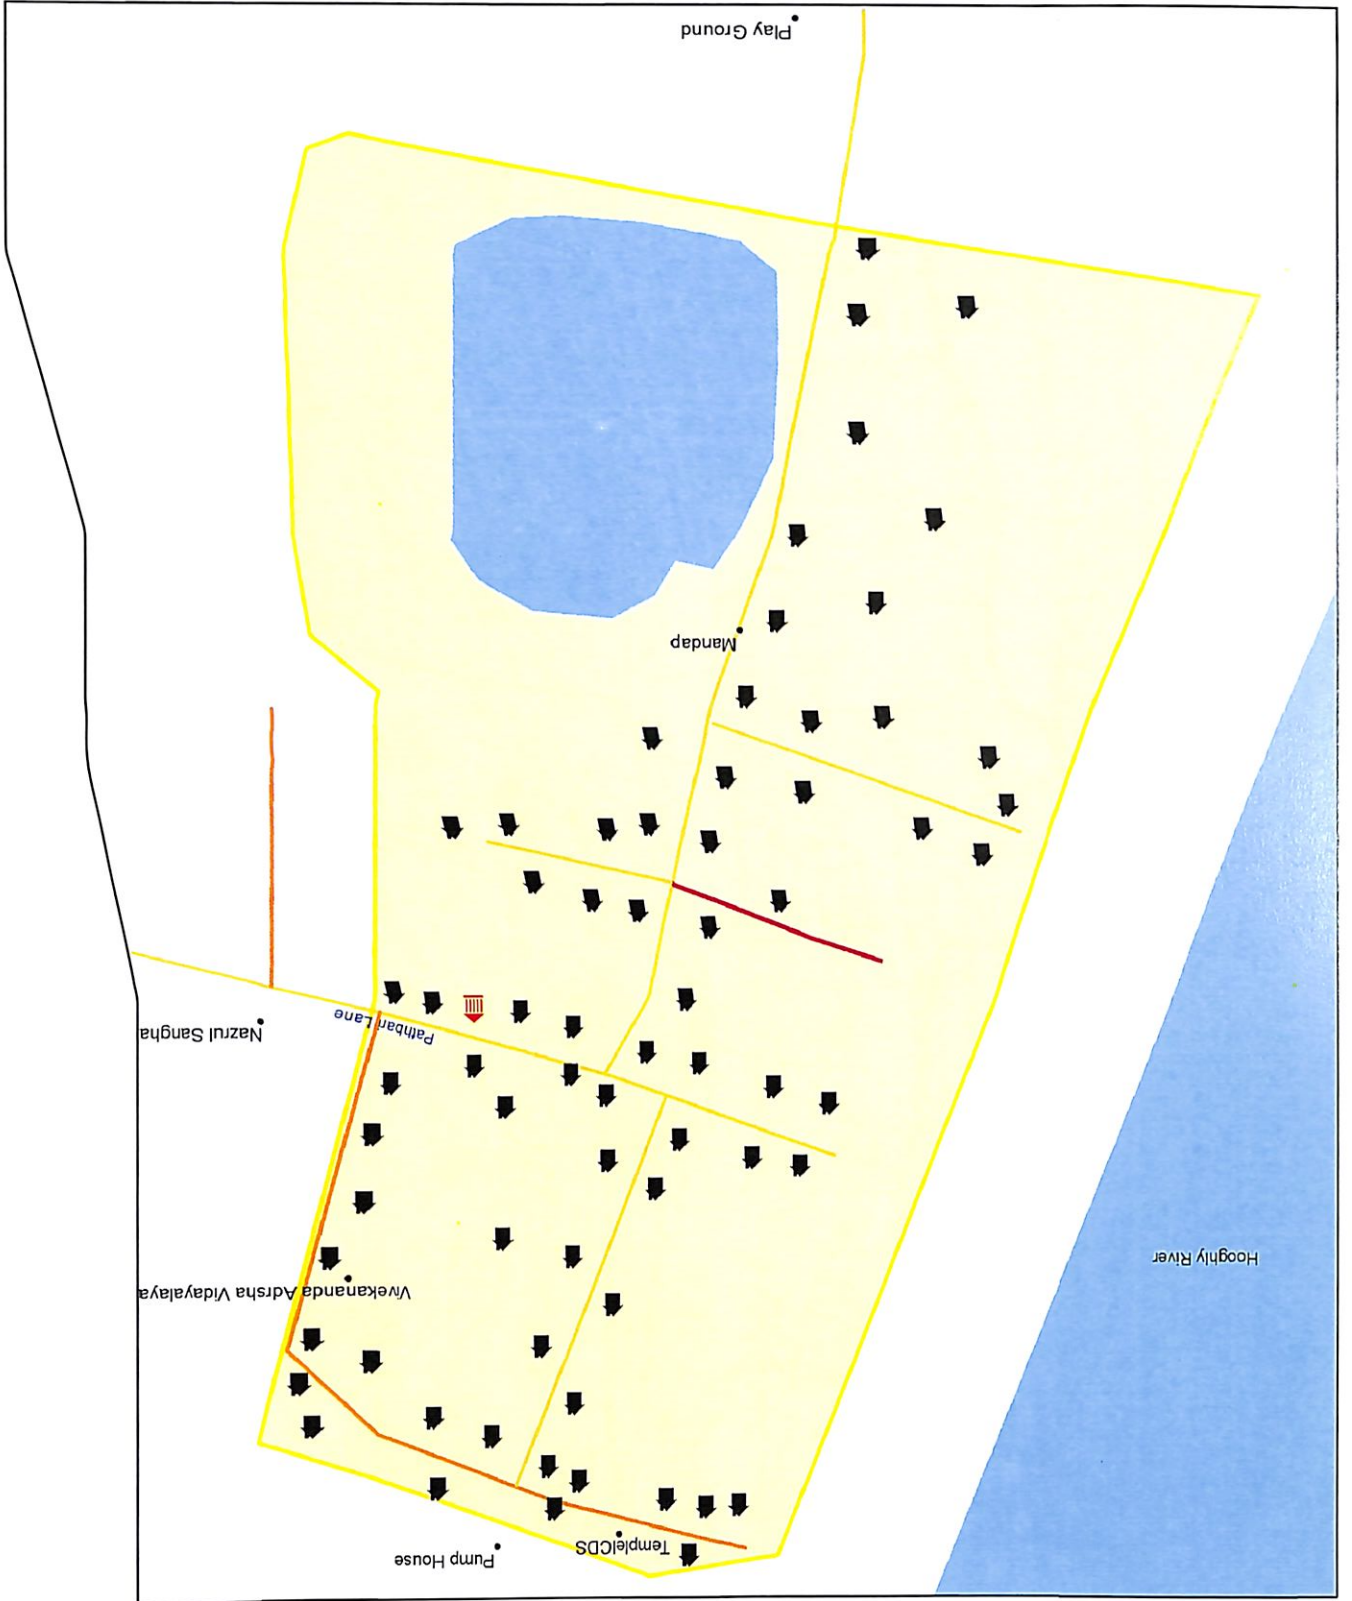 TempleICDS
Pump House
Vivekananda Adrsha Vidayalaya
Hooghly River
Pathbari Lane
Nazrul Sangha
Mandap
Play Ground